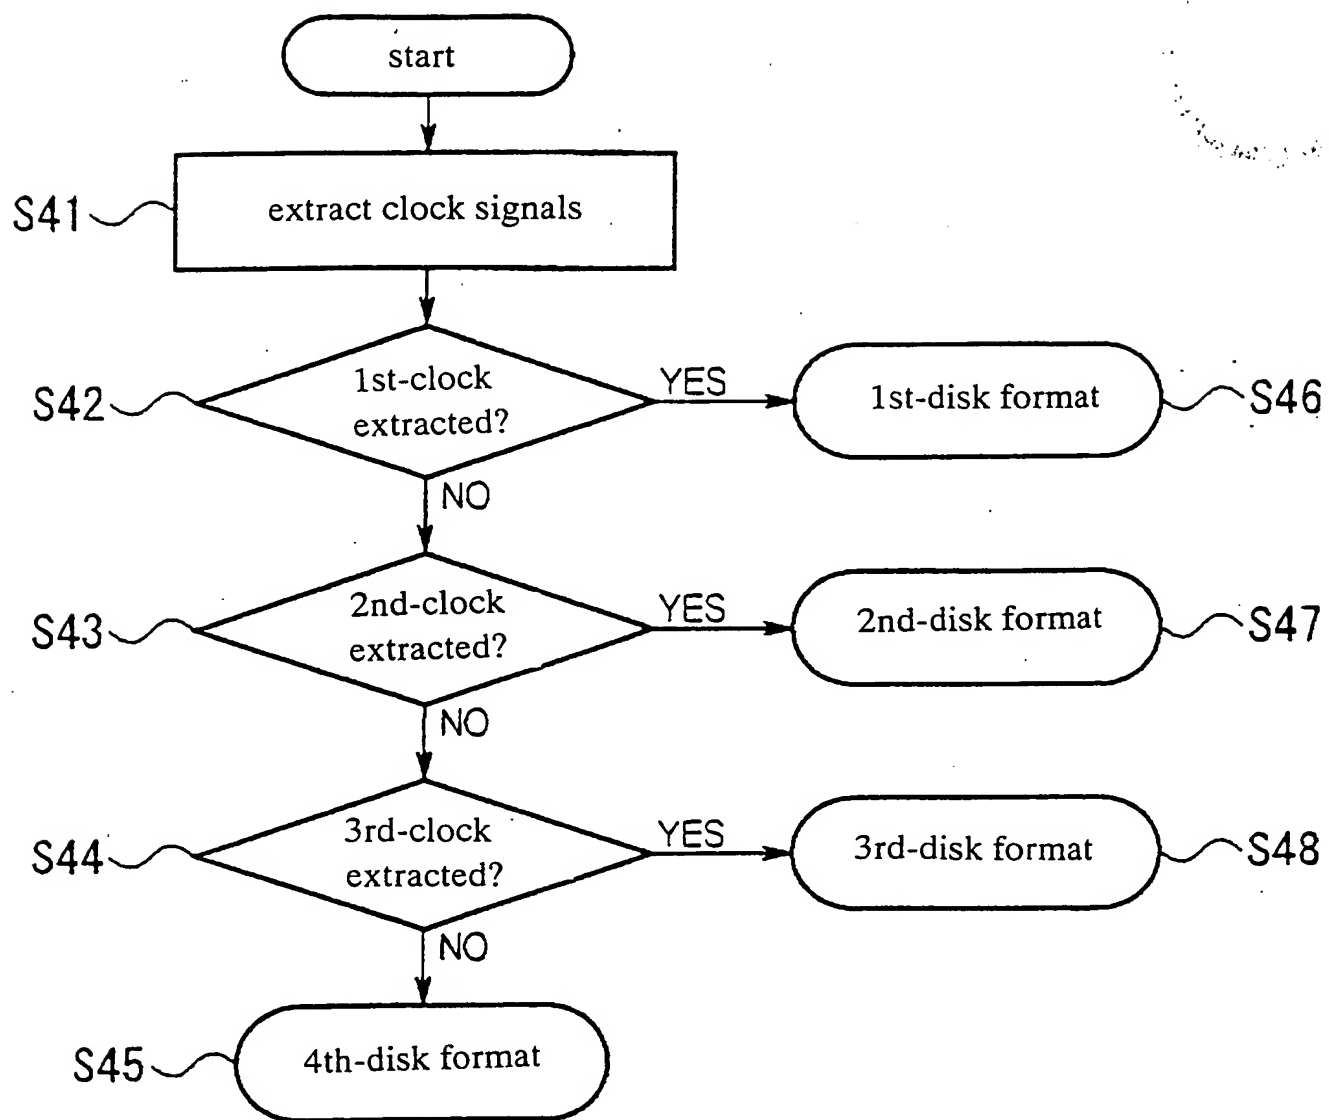 start
S41
extract clock signals
S42
1st-clock
extracted?
YES
1st-disk format
S46
NO
S43
2nd-clock
extracted?
YES
2nd-disk format
S47
NO
S44
3rd-clock
extracted?
YES
3rd-disk format
S48
NO
S45
4th-disk format